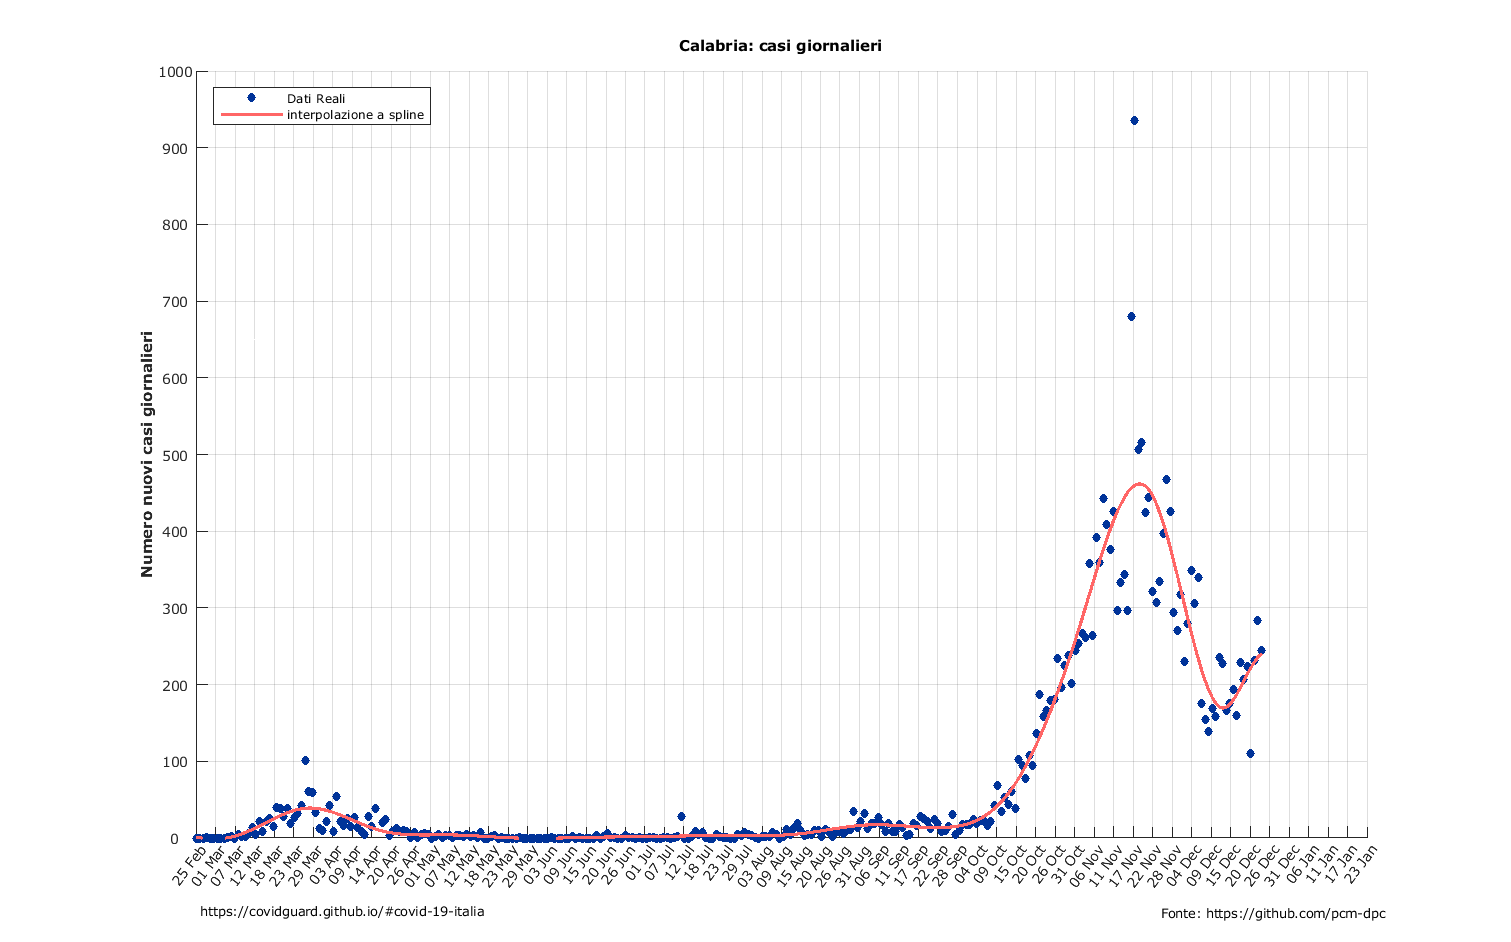 Calabria: casi giornalieri
Dati Reali
interpolazione a spline
Numero nuovi casi giornalieri
1000
900
800
700
600
500
400
300
200
100
0
25 Feb
01 Mar
07 Mar
12 Mar
18 Mar
23 Mar
29 Mar
03 Apr
09 Apr
14 Apr
20 Apr
26 Apr
01 May
07 May
12 May
18 May
23 May
29 May
03 Jun
09 Jun
15 Jun
20 Jun
26 Jun
01 Jul
07 Jul
12 Jul
18 Jul
23 Jul
29 Jul
03 Aug
09 Aug
15 Aug
20 Aug
26 Aug
31 Aug
06 Sep
11 Sep
17 Sep
22 Sep
28 Sep
04 Oct
09 Oct
15 Oct
20 Oct
26 Oct
31 Oct
06 Nov
11 Nov
17 Nov
22 Nov
28 Nov
04 Dec
09 Dec
15 Dec
20 Dec
26 Dec
31 Dec
06 Jan
11 Jan
17 Jan
23 Jan
https://covidguard.github.io/#covid-19-italia
Fonte: https://github.com/pcm-dpc